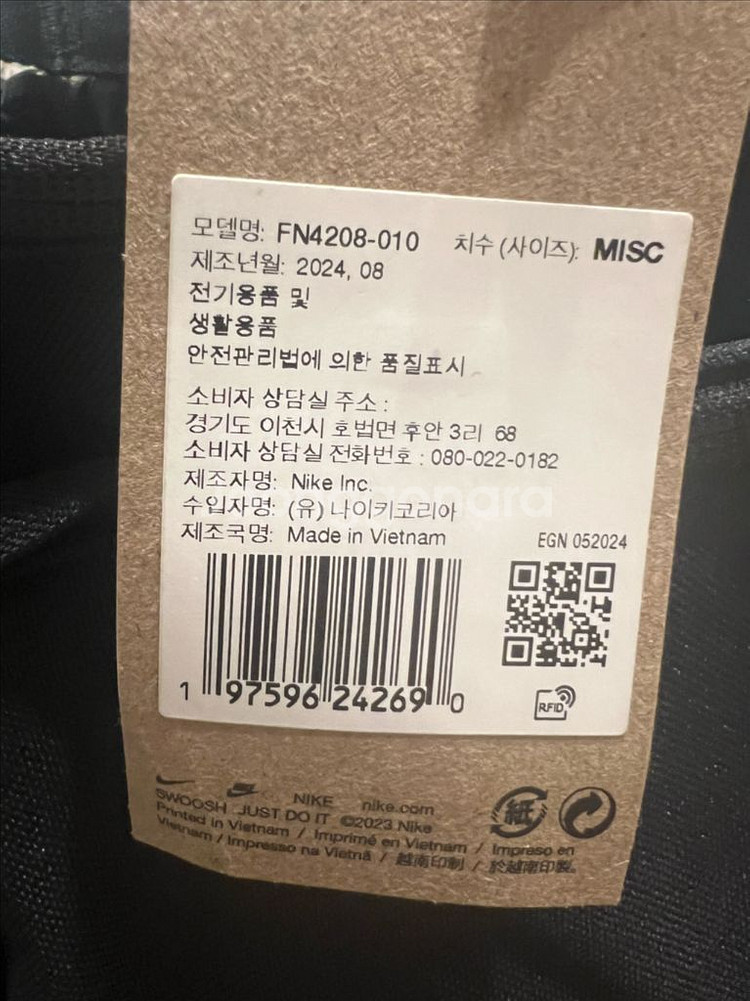 모델명: FN4208-010 치수 (사이즈): MISC
제조년월: 2024, 08
전기용품 및
생활용품
안전관리법에 의한 품질표시
소비자 상담실 주소 :
경기도 이천시 호법면 후안 3리 68
소비자 상담실 전화번호 : 080-022-0182
제조자명: Nike Inc.
수입자명: (유) 나이키코리아
제조국명: Made in Vietnam
EGN 052024
1 97596 24269 0
RFID
NIKE nike.com
SWOOSH JUST DO IT ©2023 Nike
Printed in Vietnam / Imprimé en Vietnam / Impreso en
Vietnam / Impresso na Vietnã / 越南印制 / 於越南印製。
紙